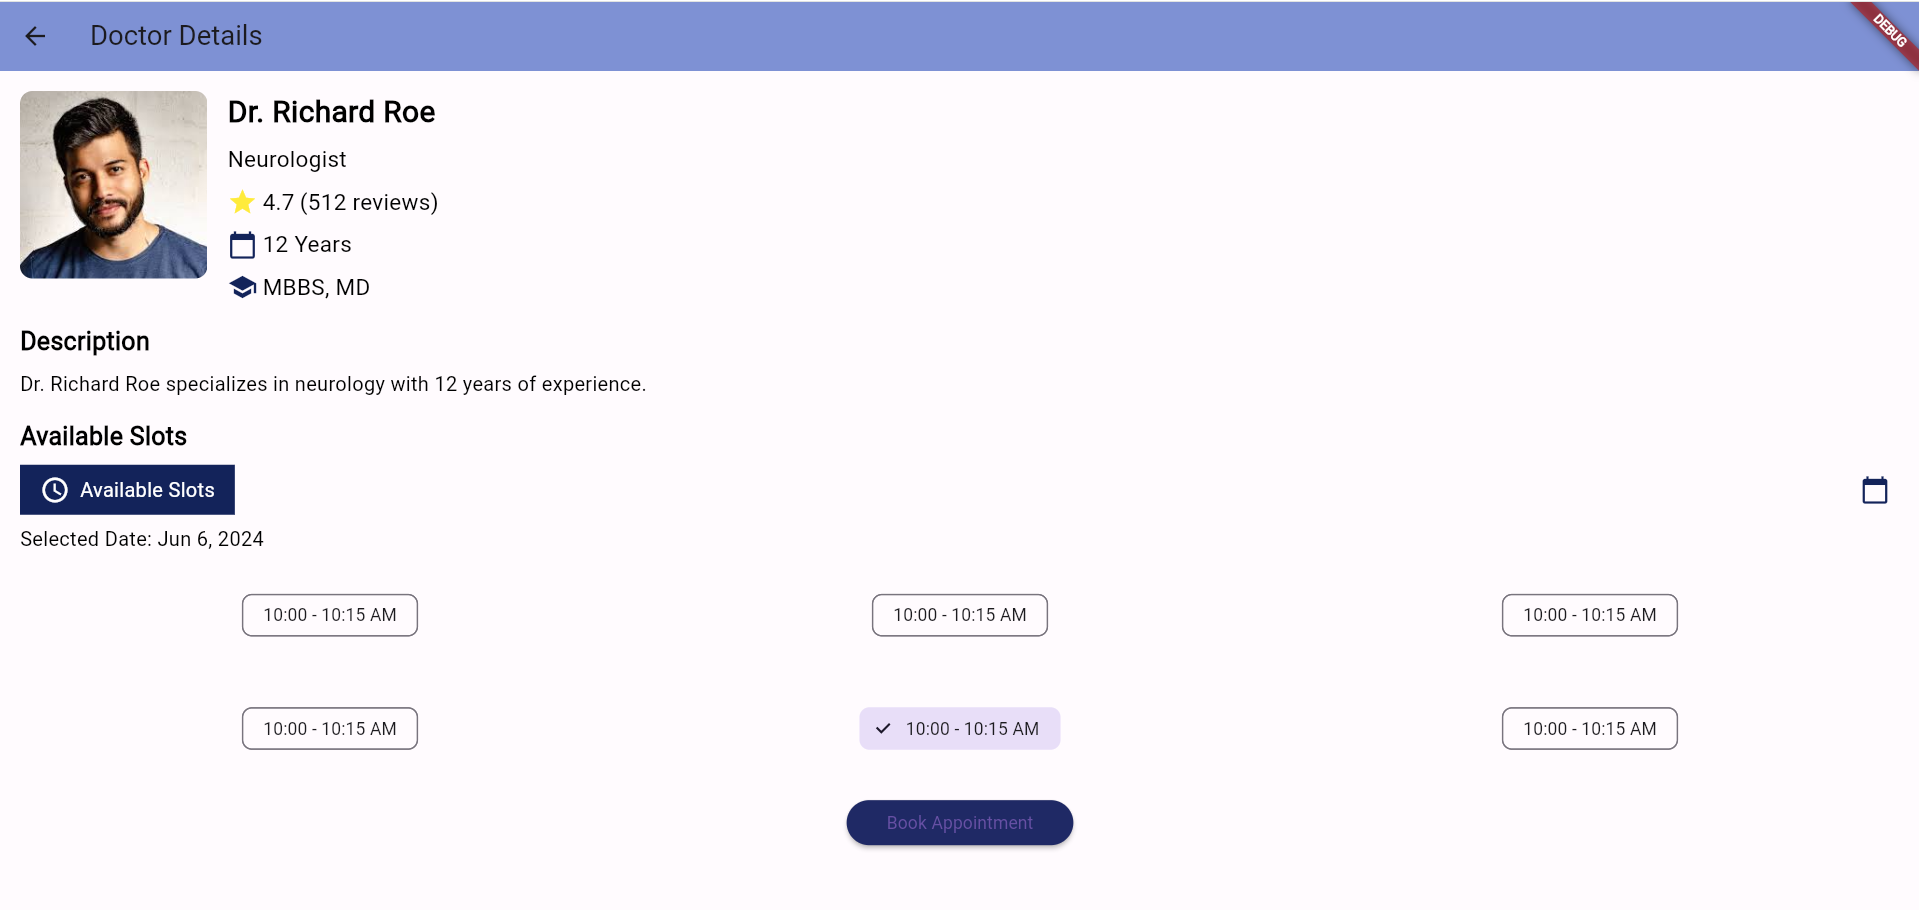 Doctor Details
DEBUG
Dr. Richard Roe
Neurologist
4.7 (512 reviews)
12 Years
MBBS, MD
Description
Dr. Richard Roe specializes in neurology with 12 years of experience.
Available Slots
Available Slots
Selected Date: Jun 6, 2024
10:00 - 10:15 AM 10:00 - 10:15 AM 10:00 - 10:15 AM
10:00 - 10:15 AM 10:00 - 10:15 AM 10:00 - 10:15 AM
Book Appointment